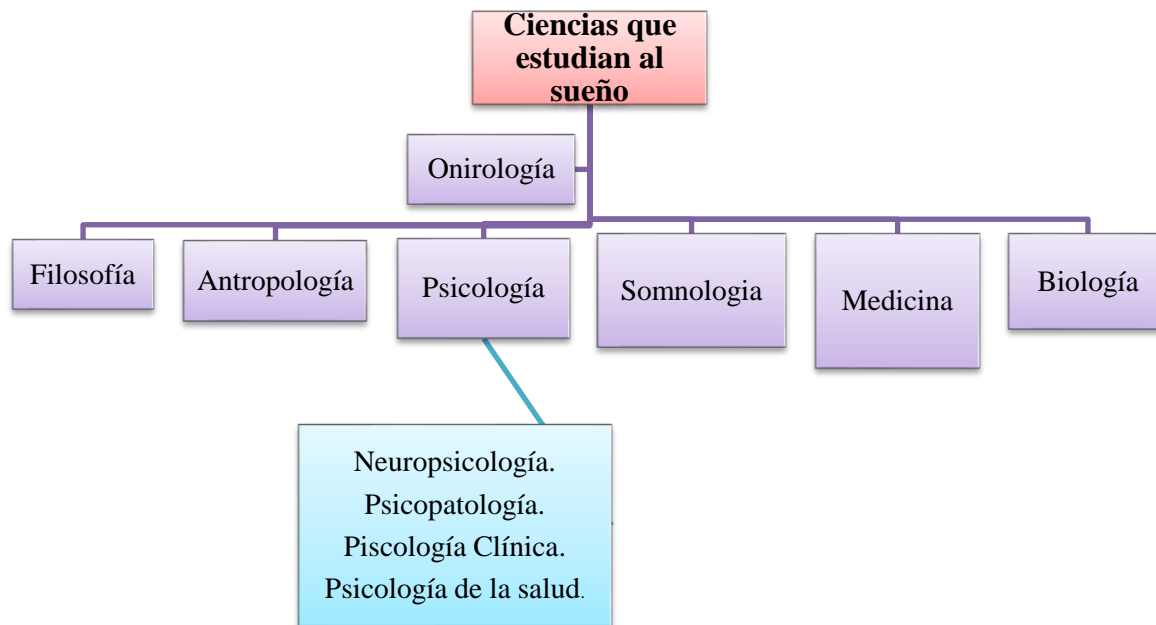 Ciencias que
estudian al
sueño
Onirología
Filosofía
Antropología
Psicología
Somnologia
Medicina
Biología
Neuropsicología.
Psicopatología.
Piscología Clínica.
Psicología de la salud.